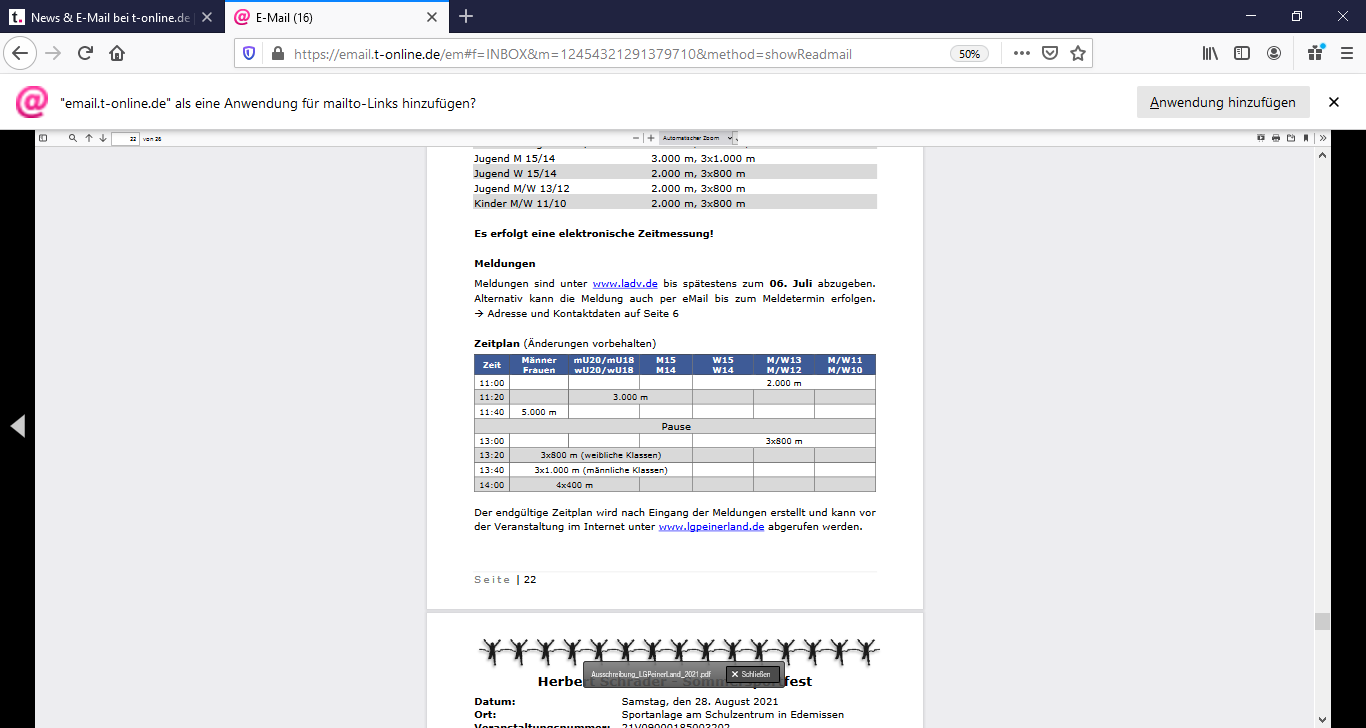 News & E-Mail bei t-online.de
E-Mail (16)
https://email.t-online.de/em#f=INBOX&m=12454321291379710&method=showReadmail
50%
"email.t-online.de" als eine Anwendung für mailto-Links hinzufügen?
Anwendung hinzufügen
22 von 26
Automatischer Zoom
Jugend M 15/14 3.000 m, 3x1.000 m
Jugend W 15/14 2.000 m, 3x800 m
Jugend M/W 13/12 2.000 m, 3x800 m
Kinder M/W 11/10 2.000 m, 3x800 m
Es erfolgt eine elektronische Zeitmessung!
Meldungen
Meldungen sind unter www.ladv.de bis spätestens zum 06. Juli abzugeben.
Alternativ kann die Meldung auch per eMail bis zum Meldetermin erfolgen.
→ Adresse und Kontaktdaten auf Seite 6
Zeitplan (Änderungen vorbehalten)
Zeit Männer Frauen mU20/mU18 wU20/wU18 M15 M14 W15 W14 M/W13 M/W12 M/W11 M/W10
11:00 2.000 m
11:20 3.000 m
11:40 5.000 m
Pause
13:00 3x800 m
13:20 3x800 m (weibliche Klassen)
13:40 3x1.000 m (männliche Klassen)
14:00 4x400 m
Der endgültige Zeitplan wird nach Eingang der Meldungen erstellt und kann vor
der Veranstaltung im Internet unter www.lgpeinerland.de abgerufen werden.
Seite | 22
Ausschreibung_LGPeinerLand_2021.pdf
Schließen
Herbert Schrader - Sommersportfest
Datum: Samstag, den 28. August 2021
Ort: Sportanlage am Schulzentrum in Edemissen
Veranstaltungsnummer: 21V09000185003202